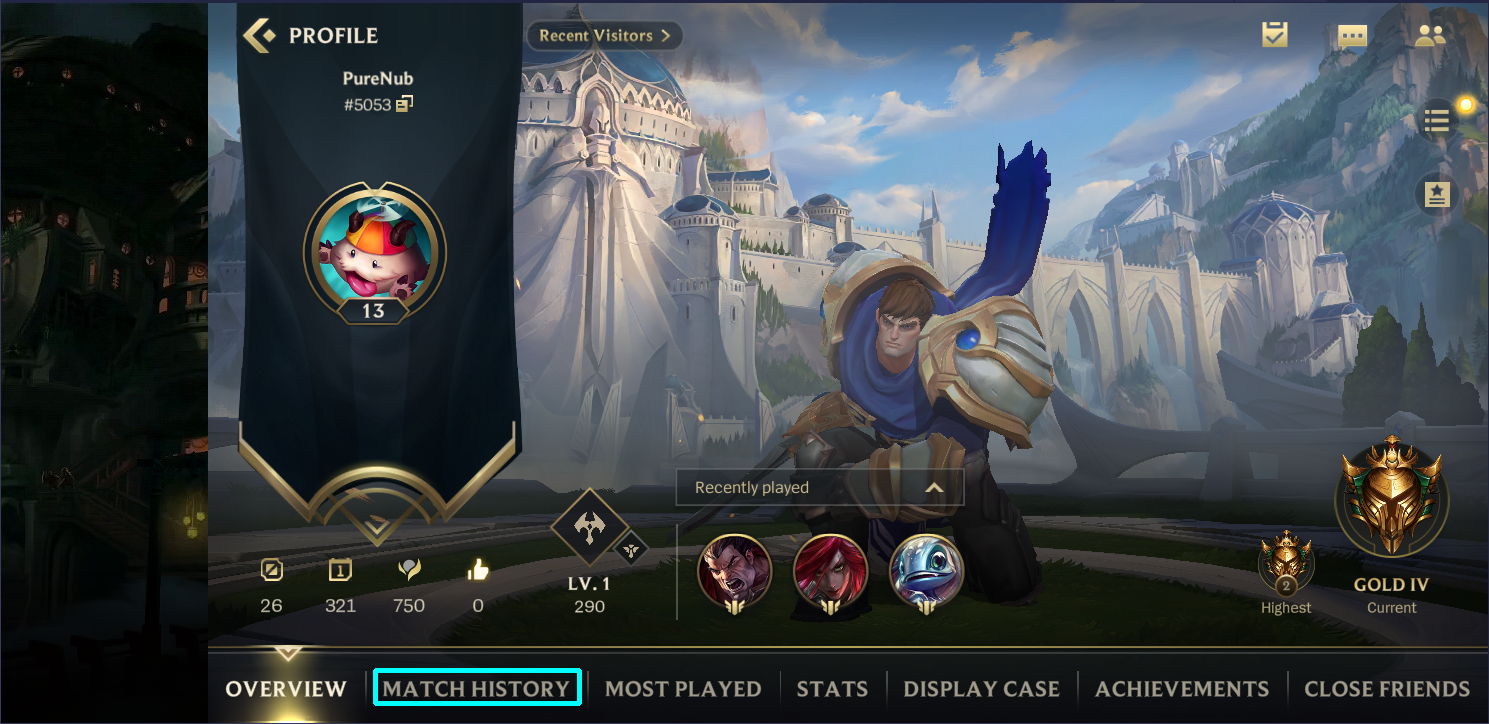 PROFILE
Recent Visitors
PureNub
#5053
13
Recently played
1
26
321
750
0
LV. 1
290
2
Highest
GOLD IV
Current
OVERVIEW
MATCH HISTORY
MOST PLAYED
STATS
DISPLAY CASE
ACHIEVEMENTS
CLOSE FRIENDS